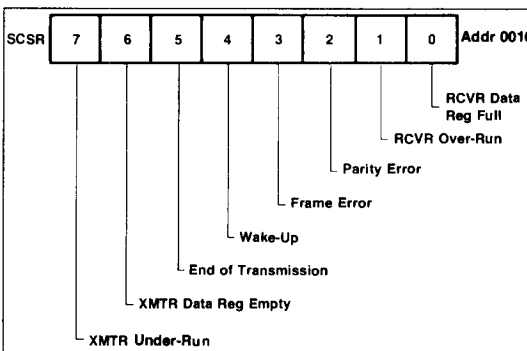 SCSR 7 6 5 4 3 2 1 0 Addr 0016
RCVR Data
Reg Full
RCVR Over-Run
Parity Error
Frame Error
Wake-Up
End of Transmission
XMTR Data Reg Empty
XMTR Under-Run